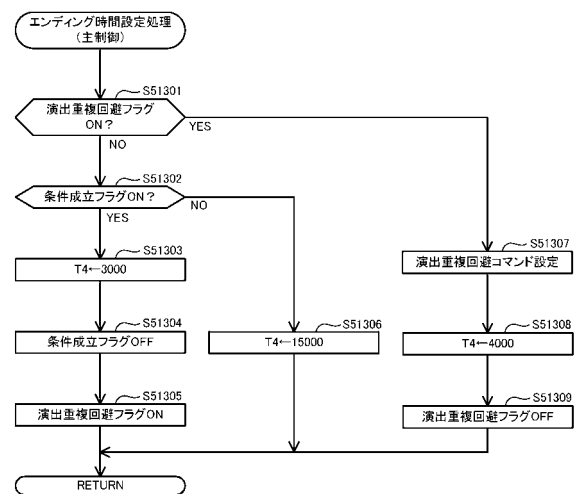 エンディング時間設定処理
(主制御)
S51301
演出重複回避フラグ
ON?
YES
NO
S51302
条件成立フラグON?
NO
YES
S51303
T4←3000
S51304
条件成立フラグOFF
S51305
演出重複回避フラグON
S51306
T4←15000
S51307
演出重複回避コマンド設定
S51308
T4←4000
S51309
演出重複回避フラグOFF
RETURN